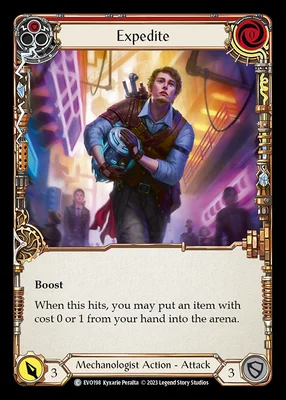 Expedite
Boost
When this hits, you may put an item with
cost 0 or 1 from your hand into the arena.
3
Mechanologist Action - Attack
3
C EVO198 Kyxarie Peralta © 2023 Legend Story Studios